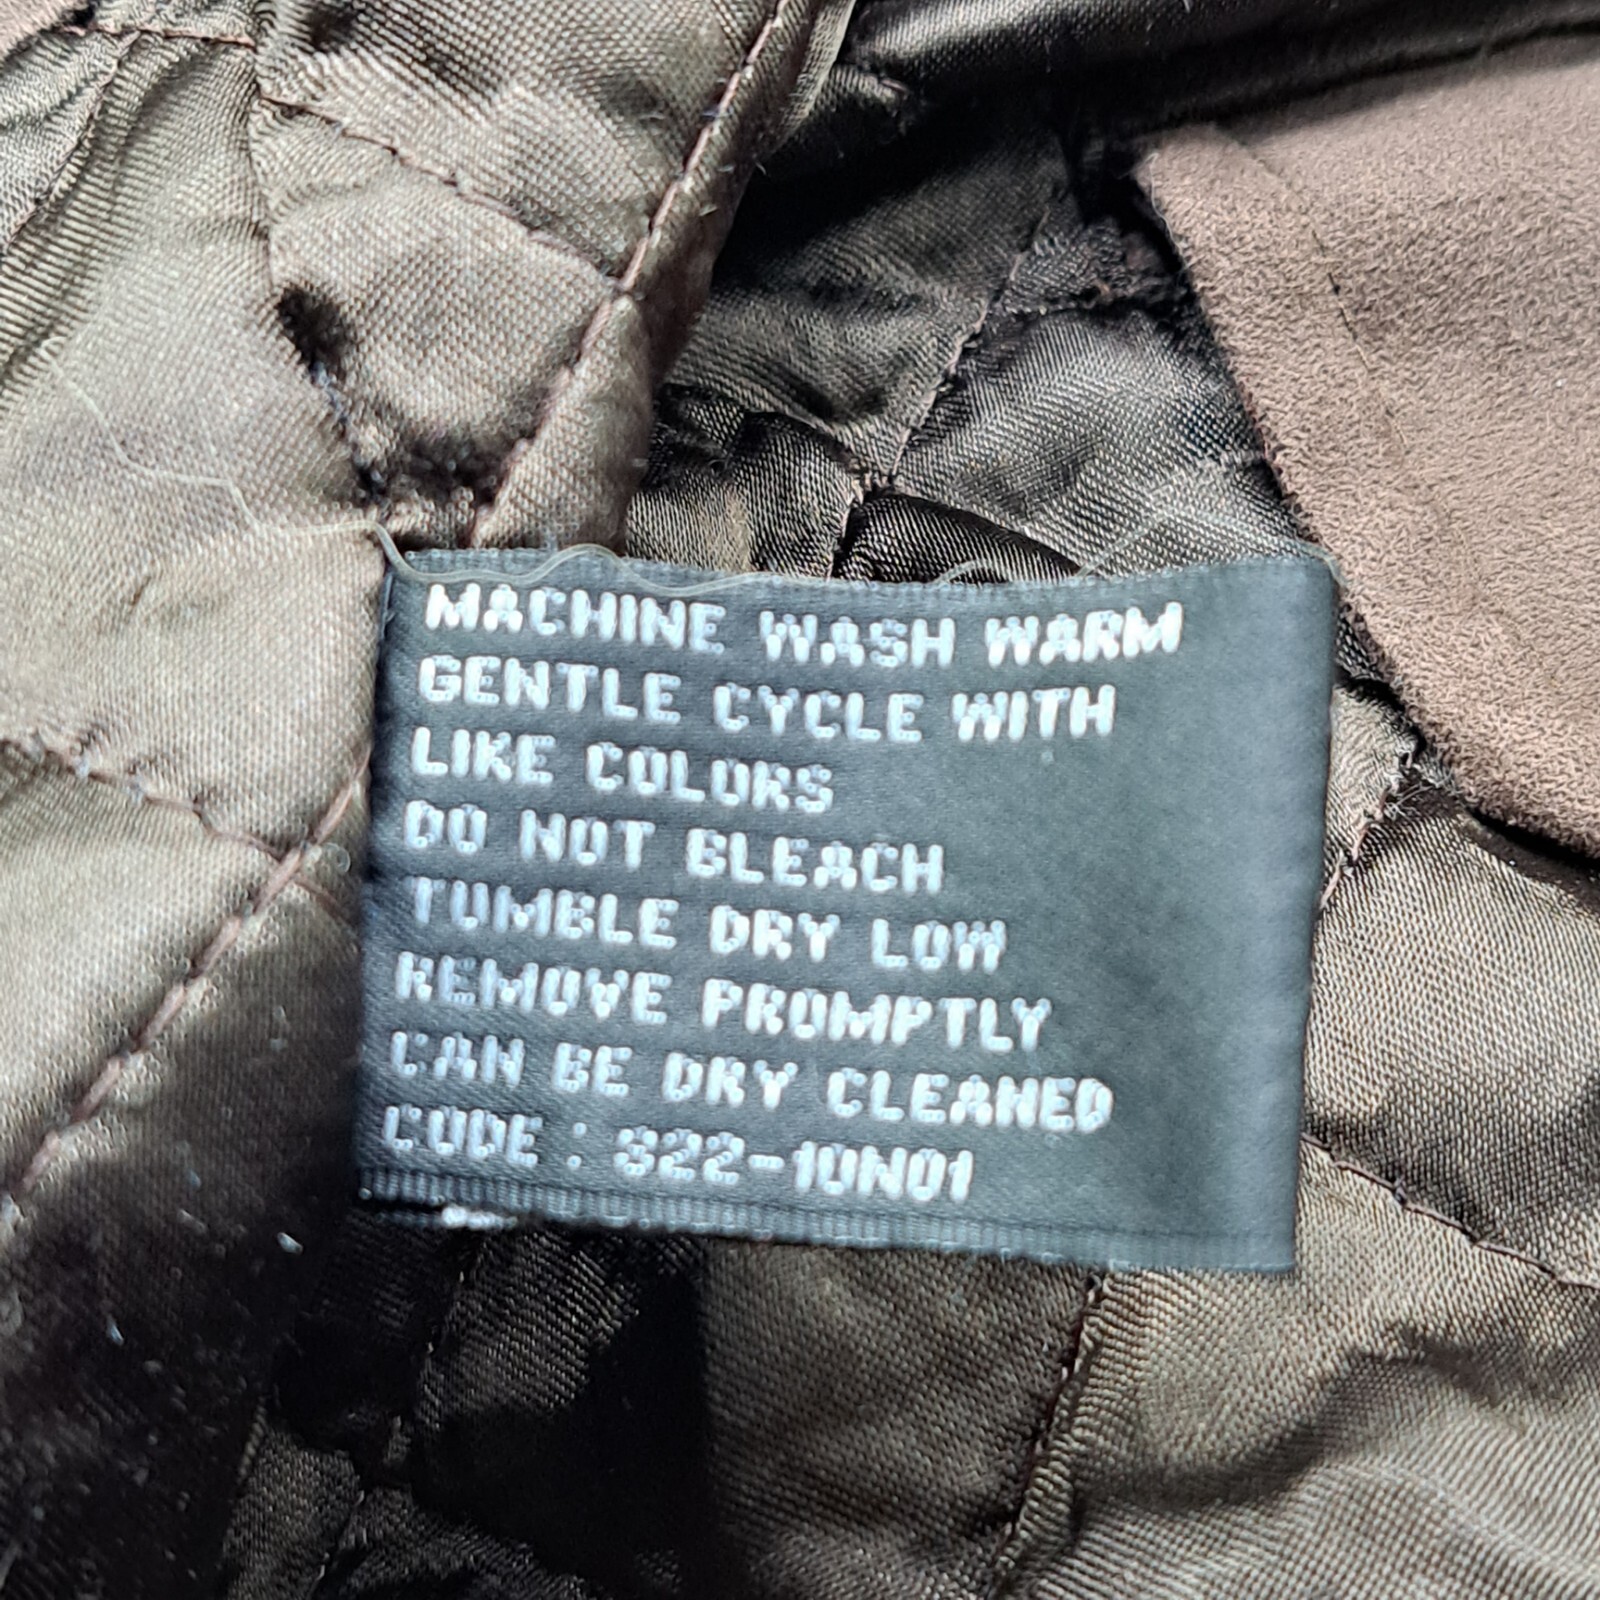 MACHINE WASH WARM
GENTLE CYCLE WITH
LIKE COLORS
DO NOT BLEACH
TUMBLE DRY LOW
REMOVE PROMPTLY
CAN BE DRY CLEANED
CODE : 322-10N01